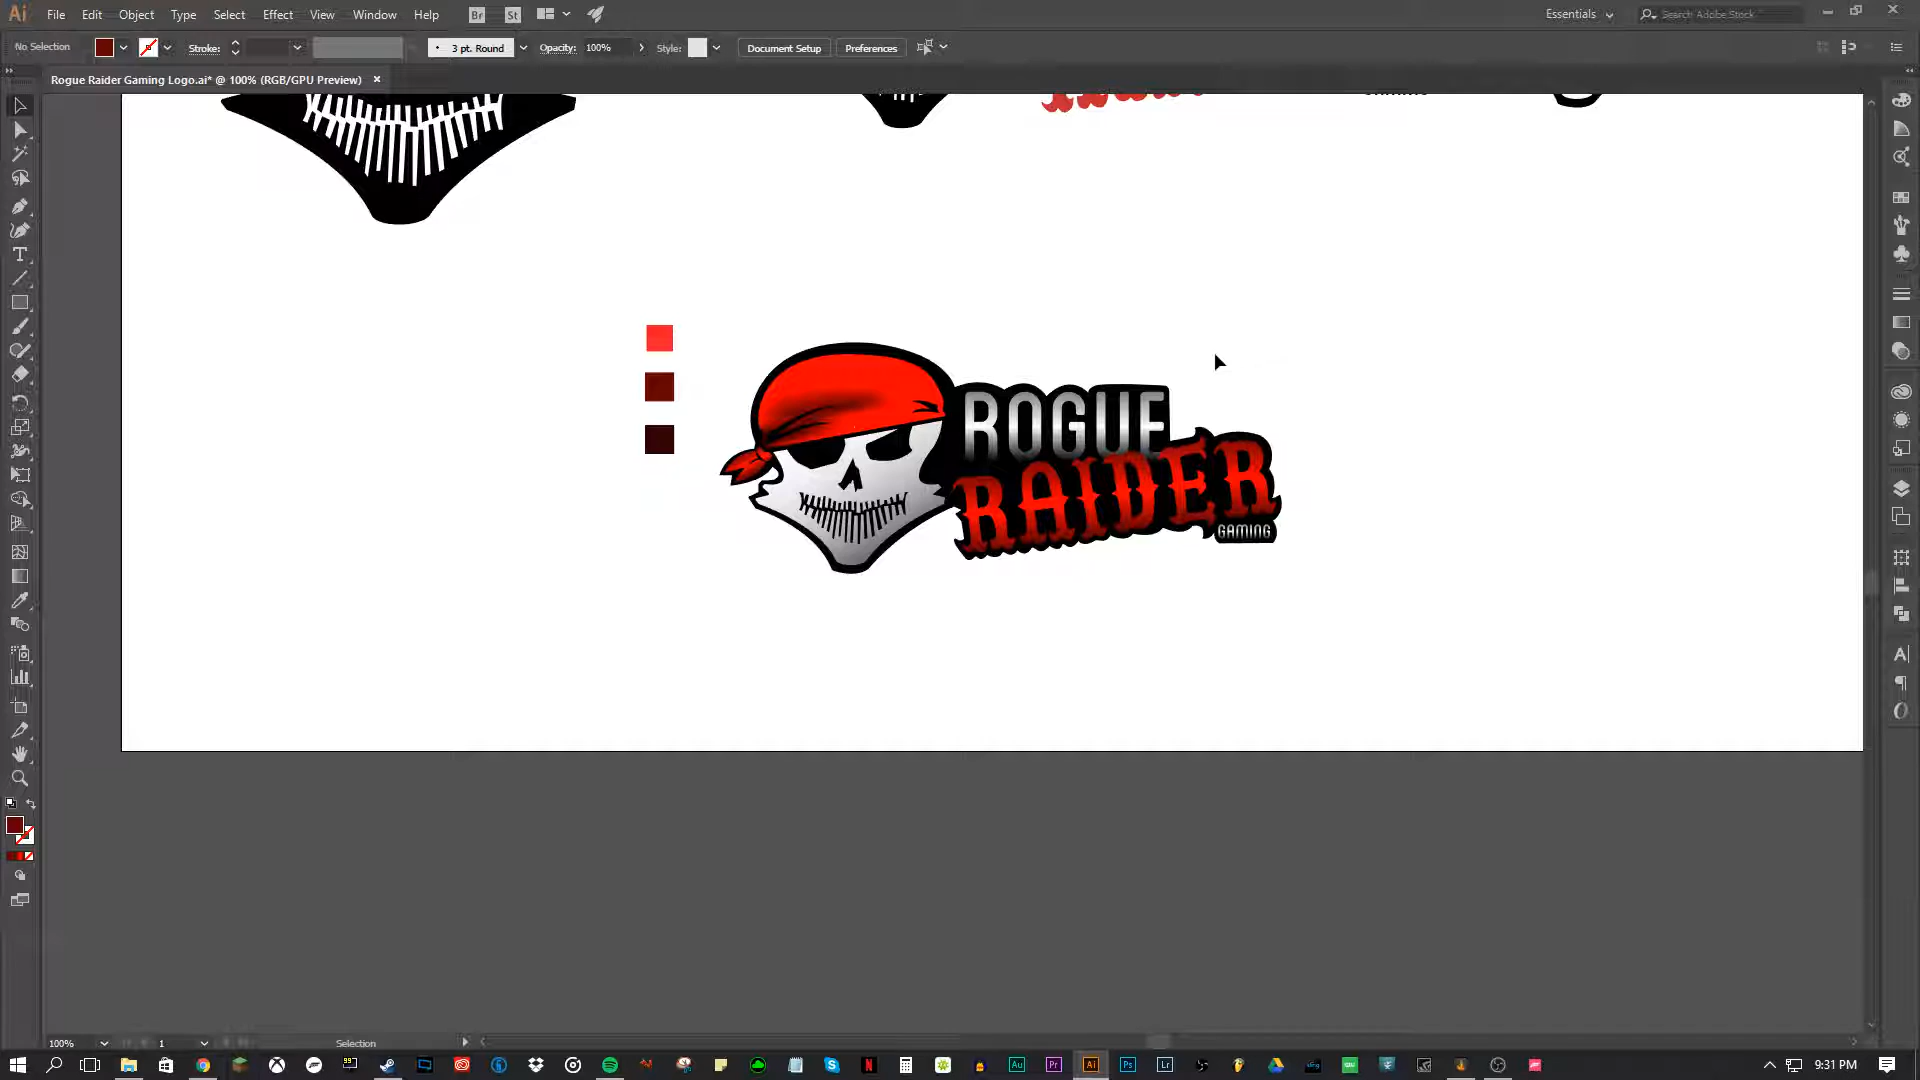 Ai File Edit Object Type Select Effect View Window Help Br St Essentials Search Adobe Stock
No Selection Stroke: 3 pt. Round Opacity: 100% Style: Document Setup Preferences
Rogue Raider Gaming Logo.ai* @ 100% (RGB/GPU Preview)
ROGUE
RAIDER
GAMING
100% 1 Selection
9:31 PM